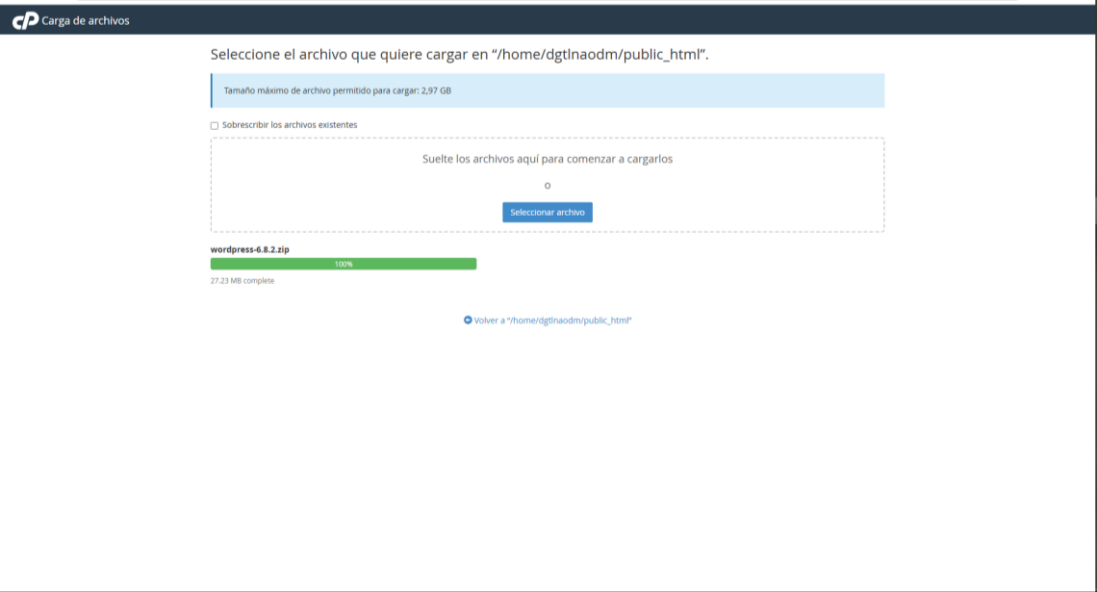 cP Carga de archivos
Seleccione el archivo que quiere cargar en “/home/dgtlnaodm/public_html”.
Tamaño máximo de archivo permitido para cargar: 2,97 GB
Sobrescribir los archivos existentes
Suelte los archivos aquí para comenzar a cargarlos
o
Seleccionar archivo
wordpress-6.8.2.zip
100%
27.23 MB complete
Volver a “/home/dgtlnaodm/public_html”